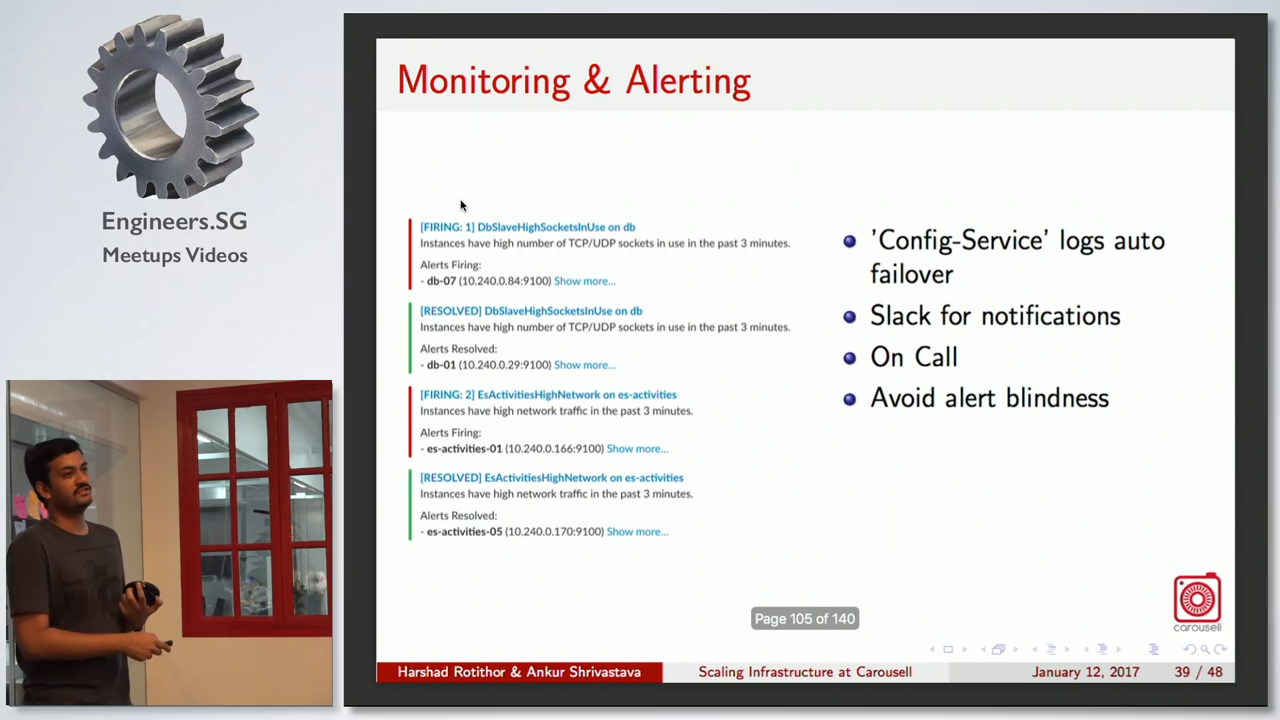 Engineers.SG
Meetups Videos
Monitoring & Alerting
[FIRING: 1] DbSlaveHighSocketsInUse on db
Instances have high number of TCP/UDP sockets in use in the past 3 minutes.
Alerts Firing:
- db-07 (10.240.0.84:9100) Show more...
[RESOLVED] DbSlaveHighSocketsInUse on db
Instances have high number of TCP/UDP sockets in use in the past 3 minutes.
Alerts Resolved:
- db-01 (10.240.0.29:9100) Show more...
[FIRING: 2] EsActivitiesHighNetwork on es-activities
Instances have high network traffic in the past 3 minutes.
Alerts Firing:
- es-activities-01 (10.240.0.166:9100) Show more...
[RESOLVED] EsActivitiesHighNetwork on es-activities
Instances have high network traffic in the past 3 minutes.
Alerts Resolved:
- es-activities-05 (10.240.0.170:9100) Show more...
'Config-Service' logs auto
failover
Slack for notifications
On Call
Avoid alert blindness
Page 105 of 140
carousell
Harshad Rotithor & Ankur Shrivastava
Scaling Infrastructure at Carousell
January 12, 2017
39 / 48